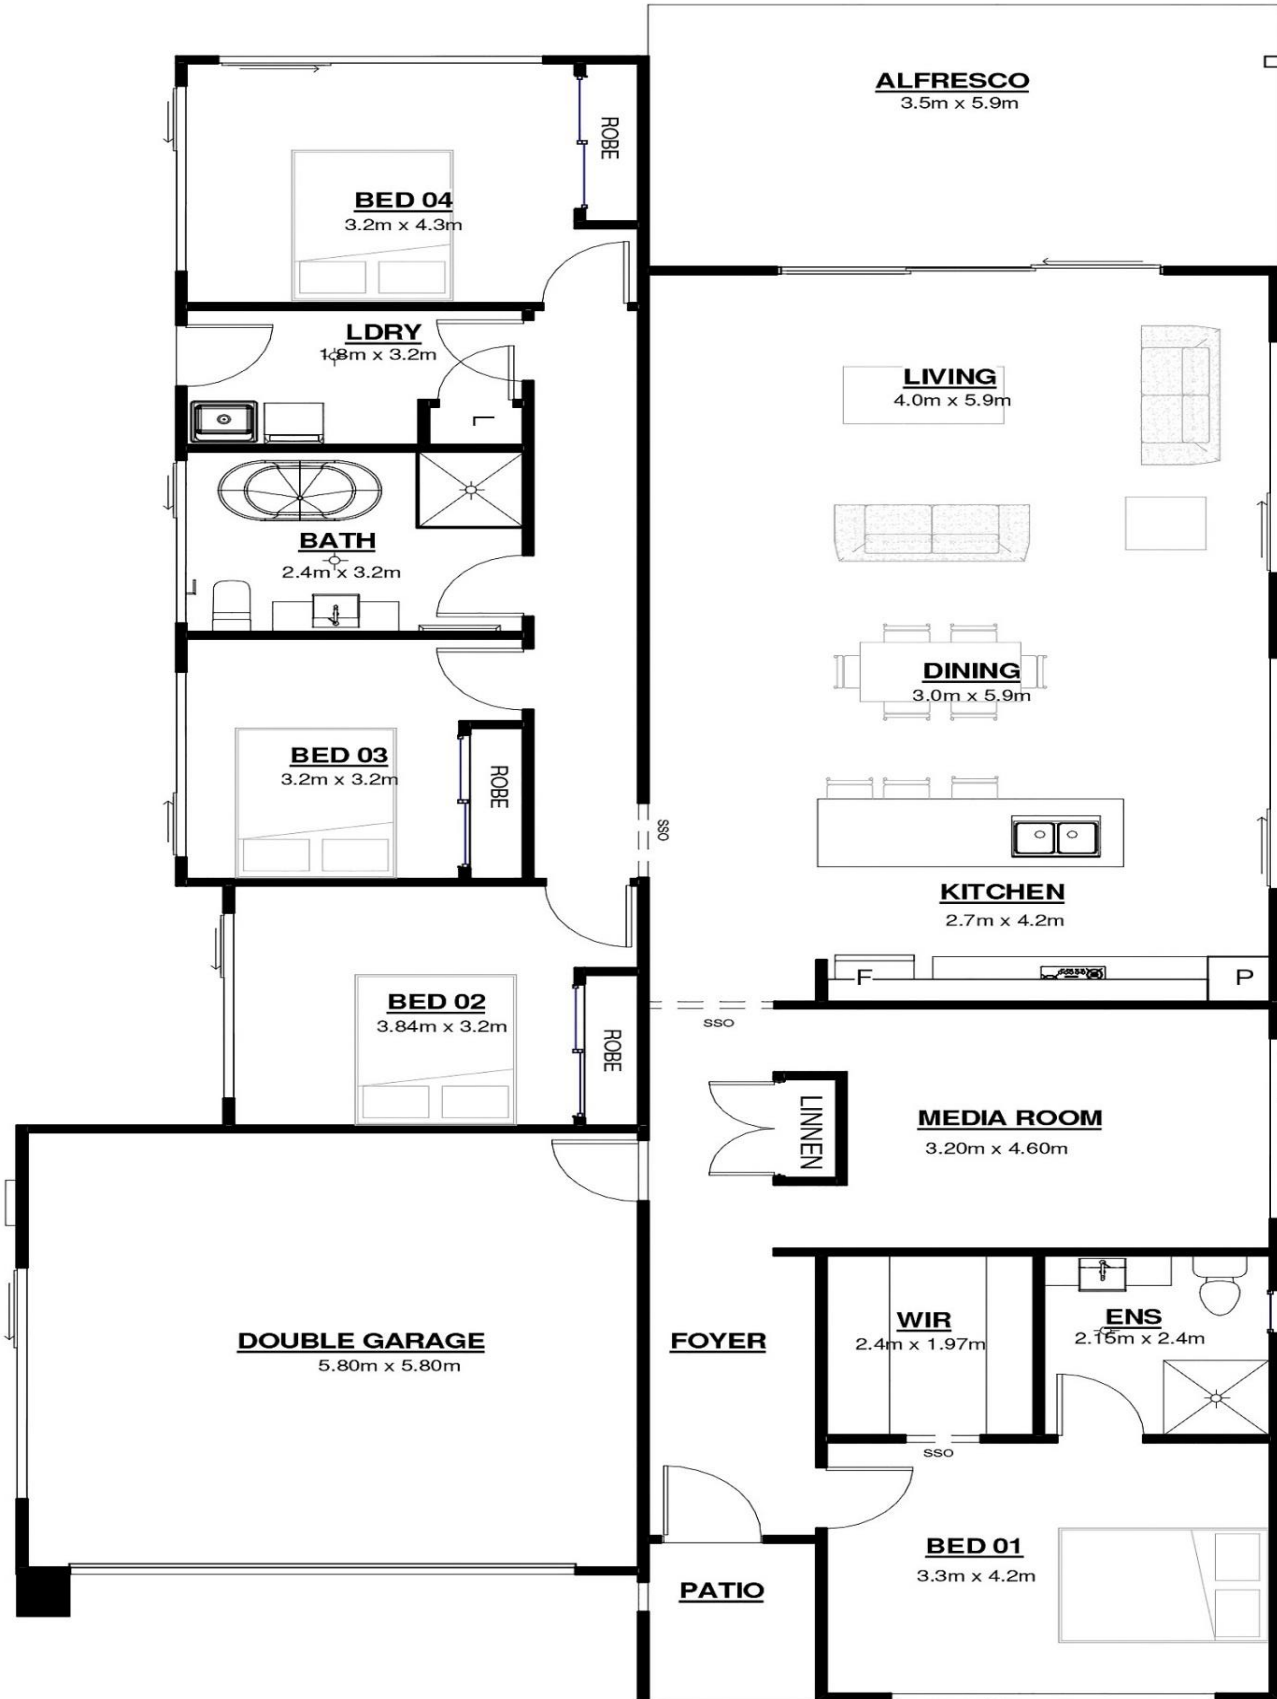 ALFRESCO
3.5m x 5.9m
ROBE
BED 04
3.2m x 4.3m
LDRY
1.8m x 3.2m
L
LIVING
4.0m x 5.9m
BATH
2.4m x 3.2m
L
DINING
3.0m x 5.9m
BED 03
3.2m x 3.2m
ROBE
SSO
KITCHEN
2.7m x 4.2m
F
P
BED 02
3.84m x 3.2m
ROBE
SSO
LINNEN
MEDIA ROOM
3.20m x 4.60m
DOUBLE GARAGE
5.80m x 5.80m
FOYER
WIR
2.4m x 1.97m
ENS
2.15m x 2.4m
SSO
BED 01
3.3m x 4.2m
PATIO